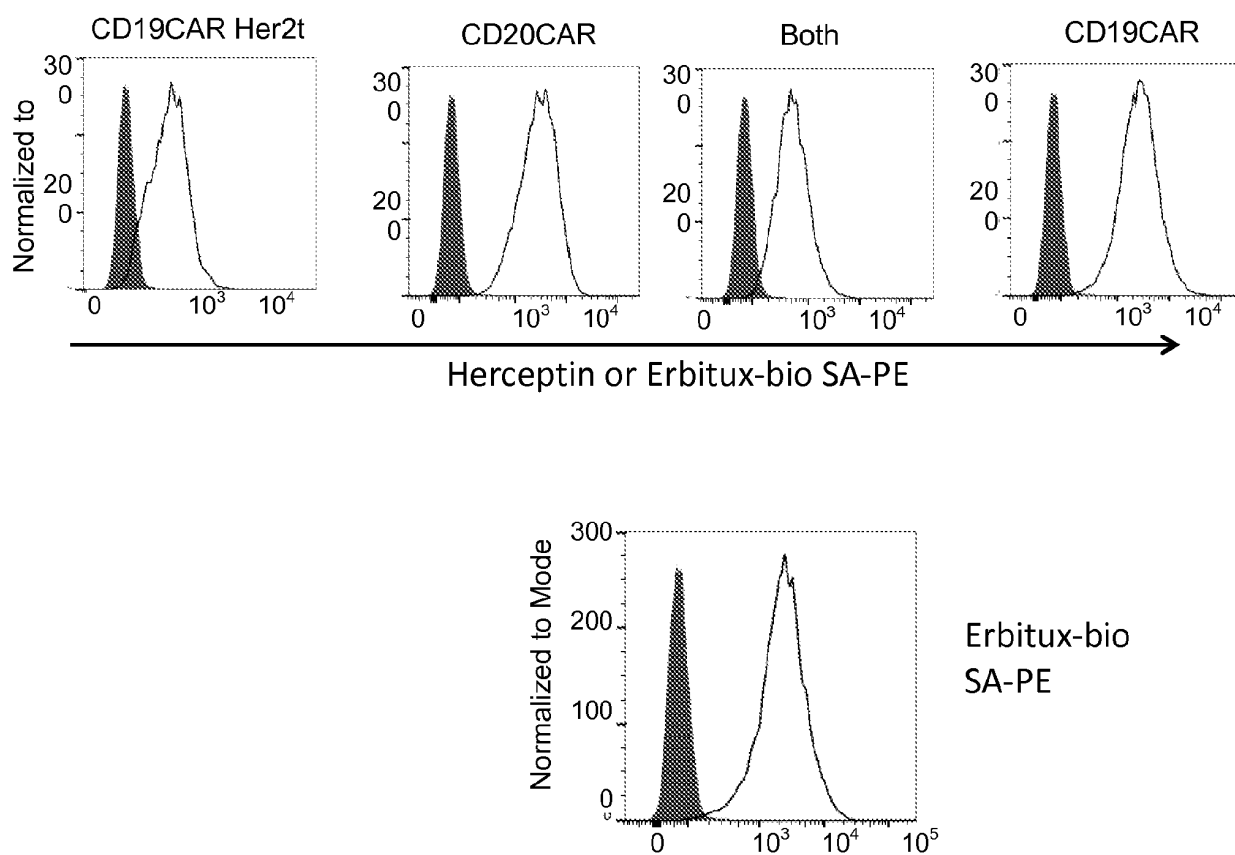 CD19CAR Her2t
CD20CAR
Both
CD19CAR
Normalized to
30
0
20
0
0 10³ 10⁴
30
0
20
0
0 10³ 10⁴
30
0
20
0
0 10³ 10⁴
30
0
20
0
0 10³ 10⁴
Herceptin or Erbitux-bio SA-PE
Normalized to Mode
300
200
100
0
0
0 10³ 10⁴ 10⁵
Erbitux-bio
SA-PE